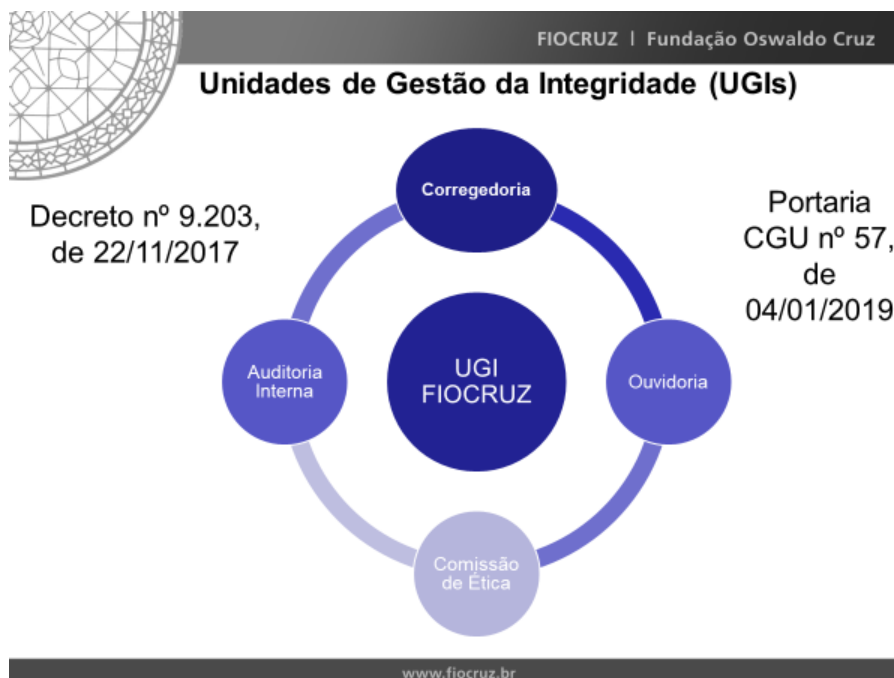 FIOCRUZ | Fundação Oswaldo Cruz
Unidades de Gestão da Integridade (UGIs)
Corregedoria
Decreto nº 9.203,
de 22/11/2017
Portaria
CGU nº 57,
de
04/01/2019
Auditoria
Interna
UGI
FIOCRUZ
Ouvidoria
Comissão
de Ética
www.fiocruz.br